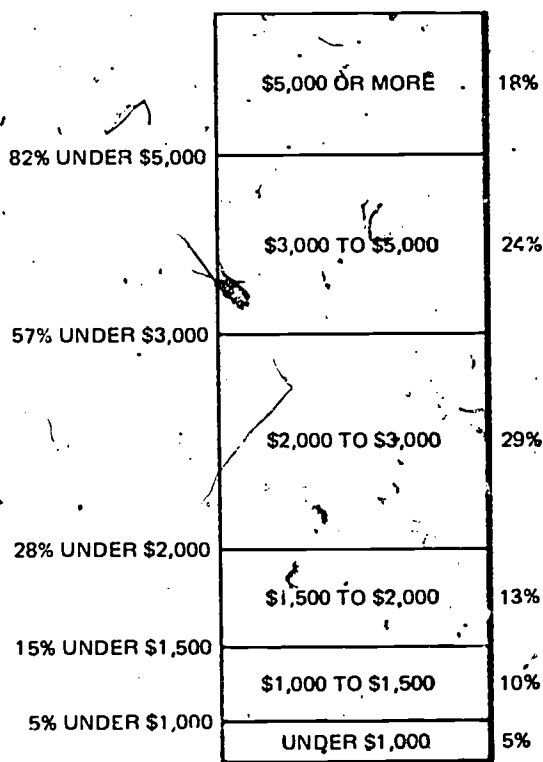 $5,000 OR MORE 18%
82% UNDER $5,000
$3,000 TO $5,000 24%
57% UNDER $3,000
$2,000 TO $3,000 29%
28% UNDER $2,000
$1,500 TO $2,000 13%
15% UNDER $1,500
$1,000 TO $1,500 10%
5% UNDER $1,000
UNDER $1,000 5%